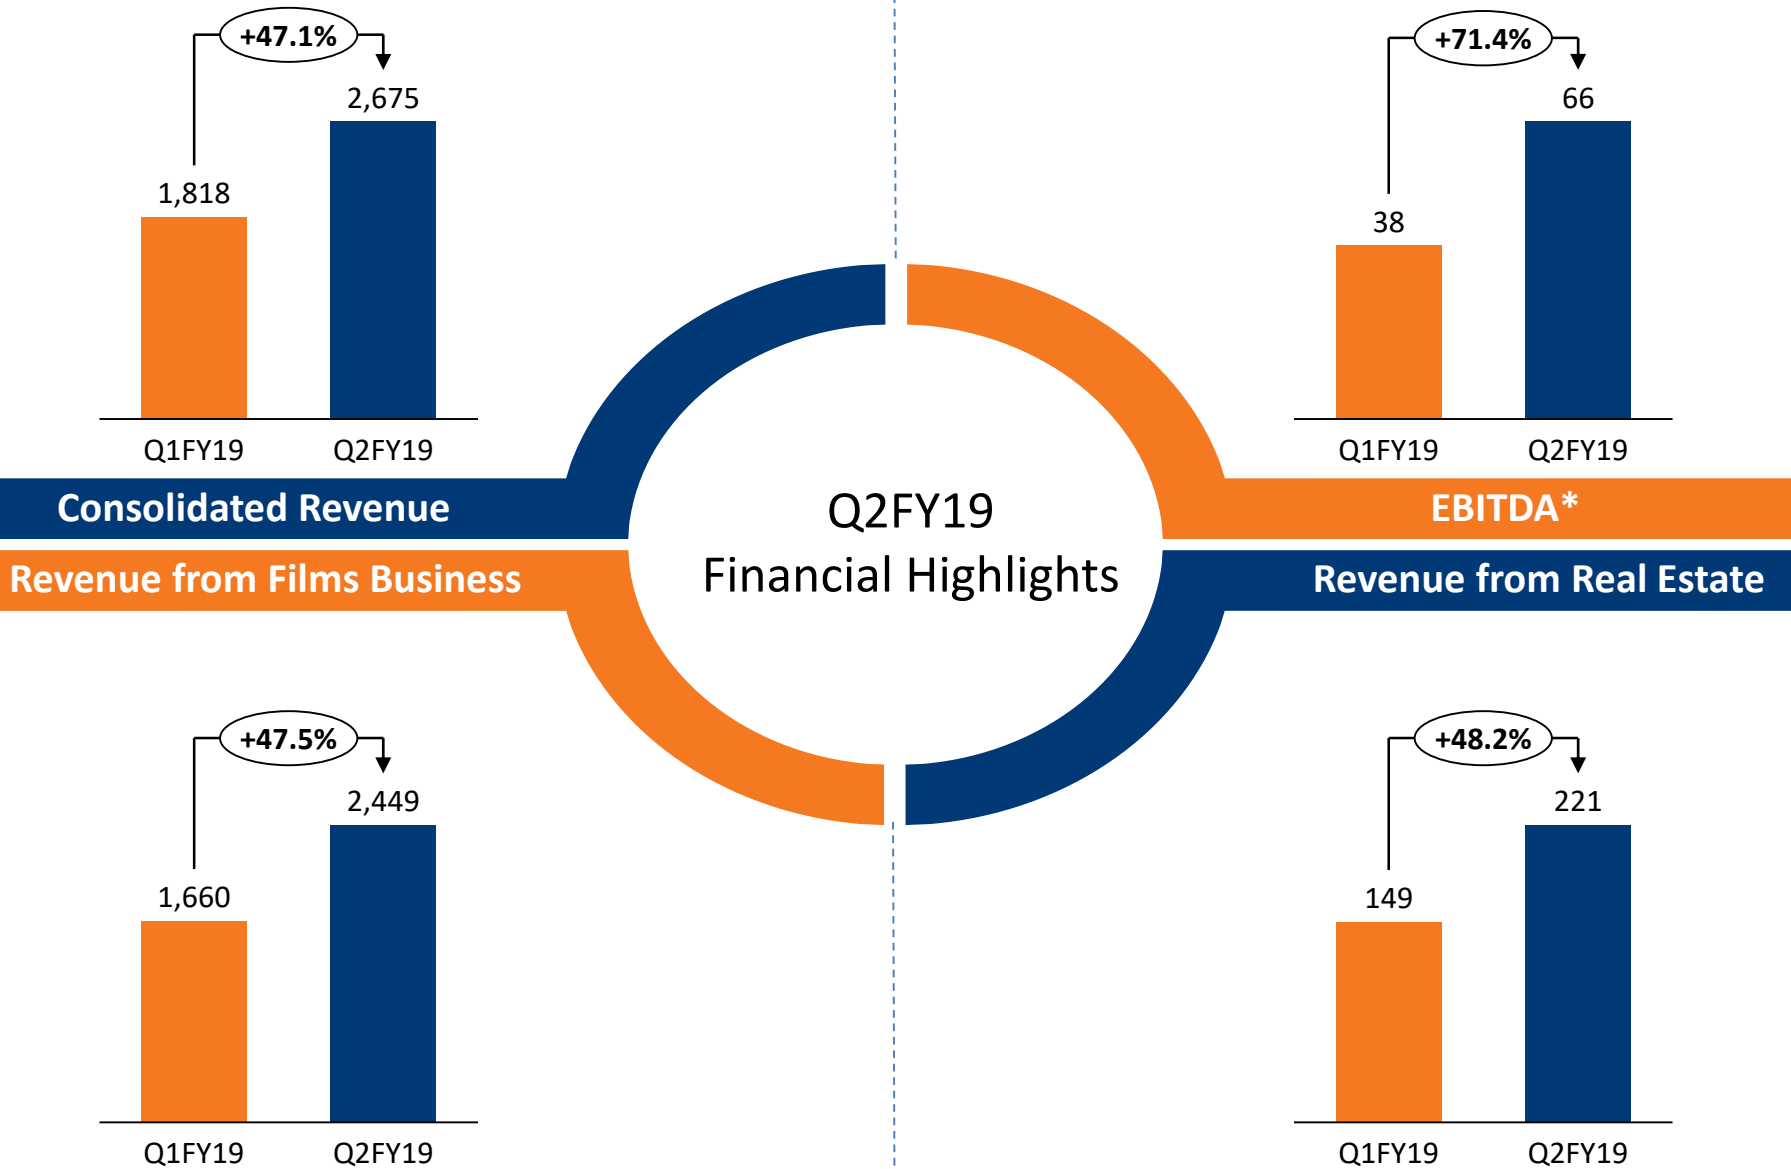 +47.1%
2,675
1,818
Q1FY19 Q2FY19
Consolidated Revenue
+71.4%
66
38
Q1FY19 Q2FY19
EBITDA*
Q2FY19
Financial Highlights
Revenue from Films Business
+47.5%
2,449
1,660
Q1FY19 Q2FY19
Revenue from Real Estate
+48.2%
221
149
Q1FY19 Q2FY19